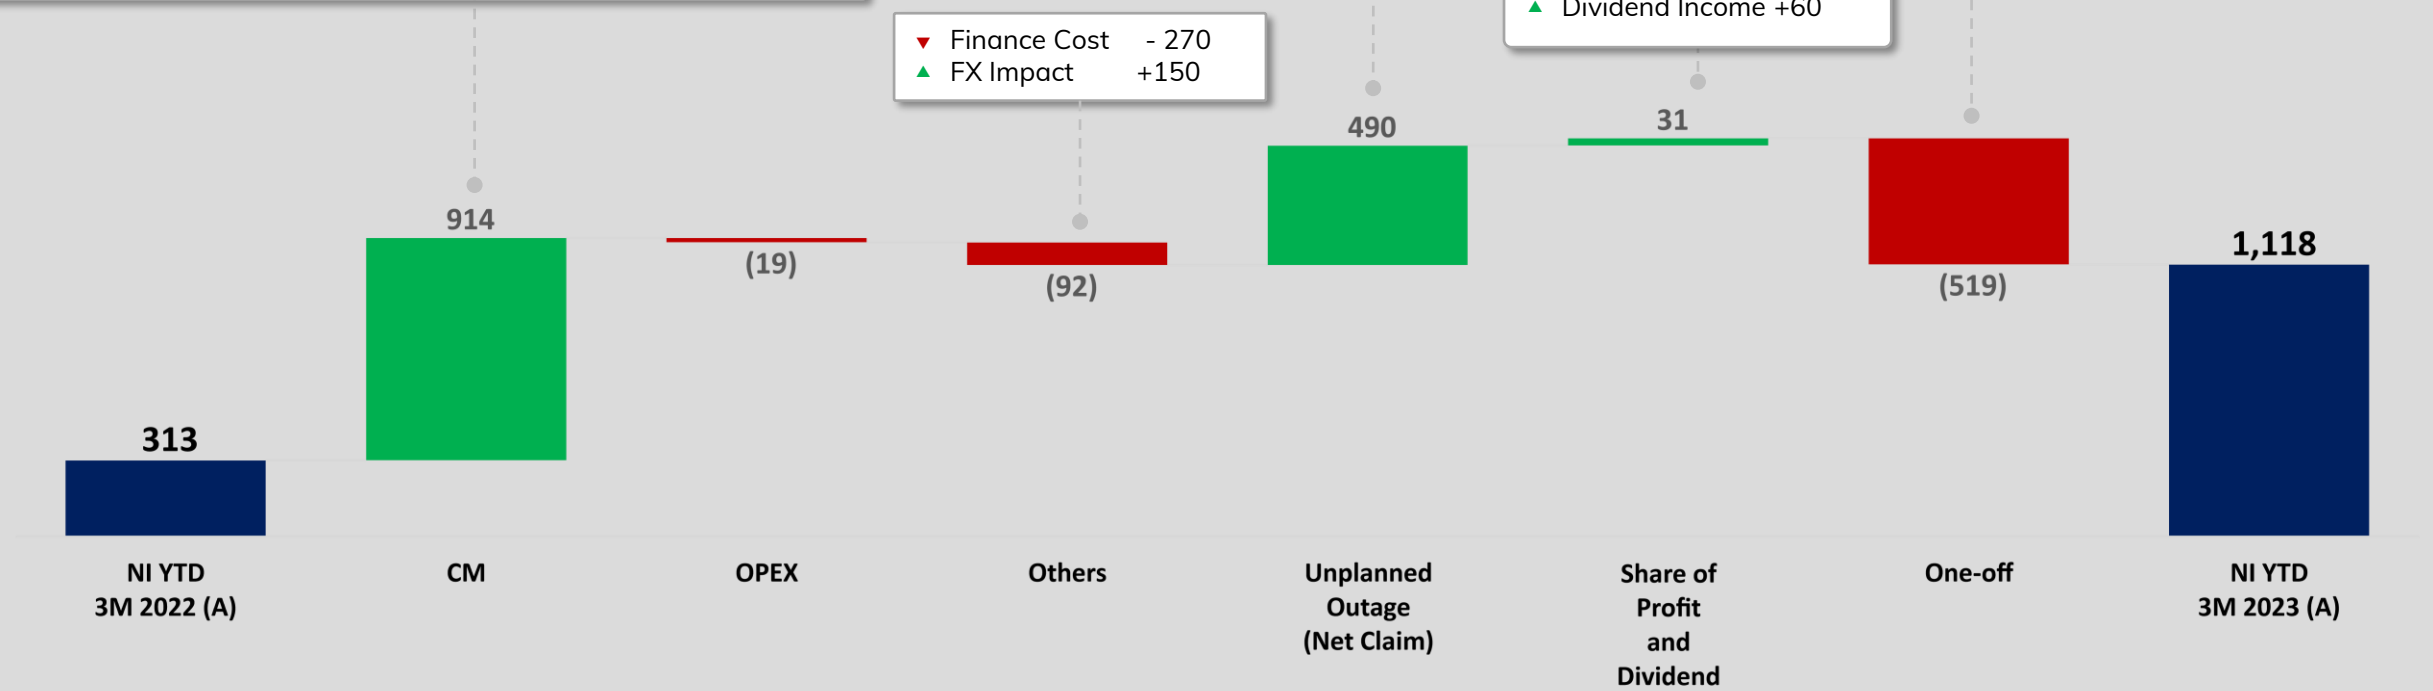 Dividend Income +60
Finance Cost - 270
FX Impact +150
490
31
914
(19)
(92)
(519)
1,118
313
NI YTD
3M 2022 (A)
CM
OPEX
Others
Unplanned
Outage
(Net Claim)
Share of
Profit
and
Dividend
One-off
NI YTD
3M 2023 (A)